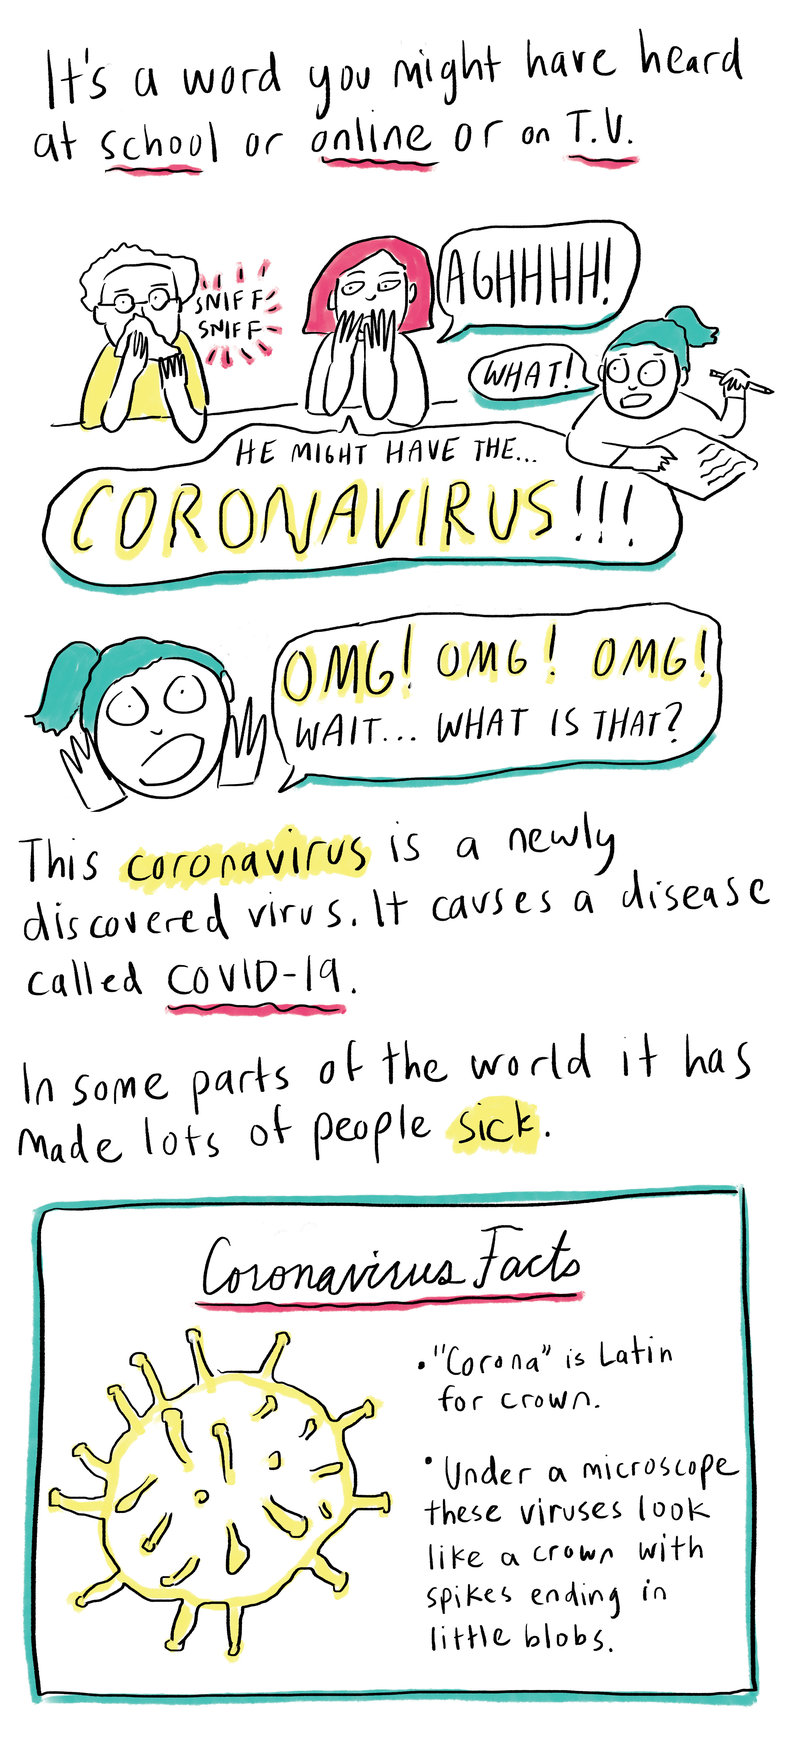 It's a word you might have heard
at school or online or on T.V.
SNIFF
SNIFF
AGHHHH!
WHAT!
HE MIGHT HAVE THE...
CORONAVIRUS!!!
OMG! OMG! OMG!
WAIT... WHAT IS THAT?
This coronavirus is a newly
discovered virus. It causes a disease
called COVID-19.
In some parts of the world it has
made lots of people sick.
Coronavirus Facts
• "Corona" is Latin
for crown.
• Under a microscope
these viruses look
like a crown with
spikes ending in
little blobs.